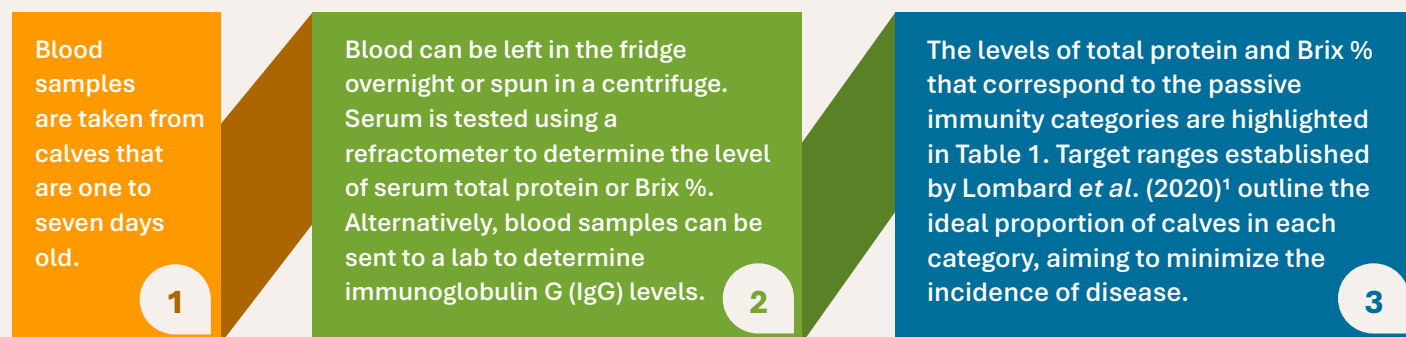 Blood
samples
are taken from
calves that
are one to
seven days
old.
1
Blood can be left in the fridge
overnight or spun in a centrifuge.
Serum is tested using a
refractometer to determine the level
of serum total protein or Brix %.
Alternatively, blood samples can be
sent to a lab to determine
immunoglobulin G (IgG) levels.
2
The levels of total protein and Brix %
that correspond to the passive
immunity categories are highlighted
in Table 1. Target ranges established
by Lombard et al. (2020)¹ outline the
ideal proportion of calves in each
category, aiming to minimize the
incidence of disease.
3